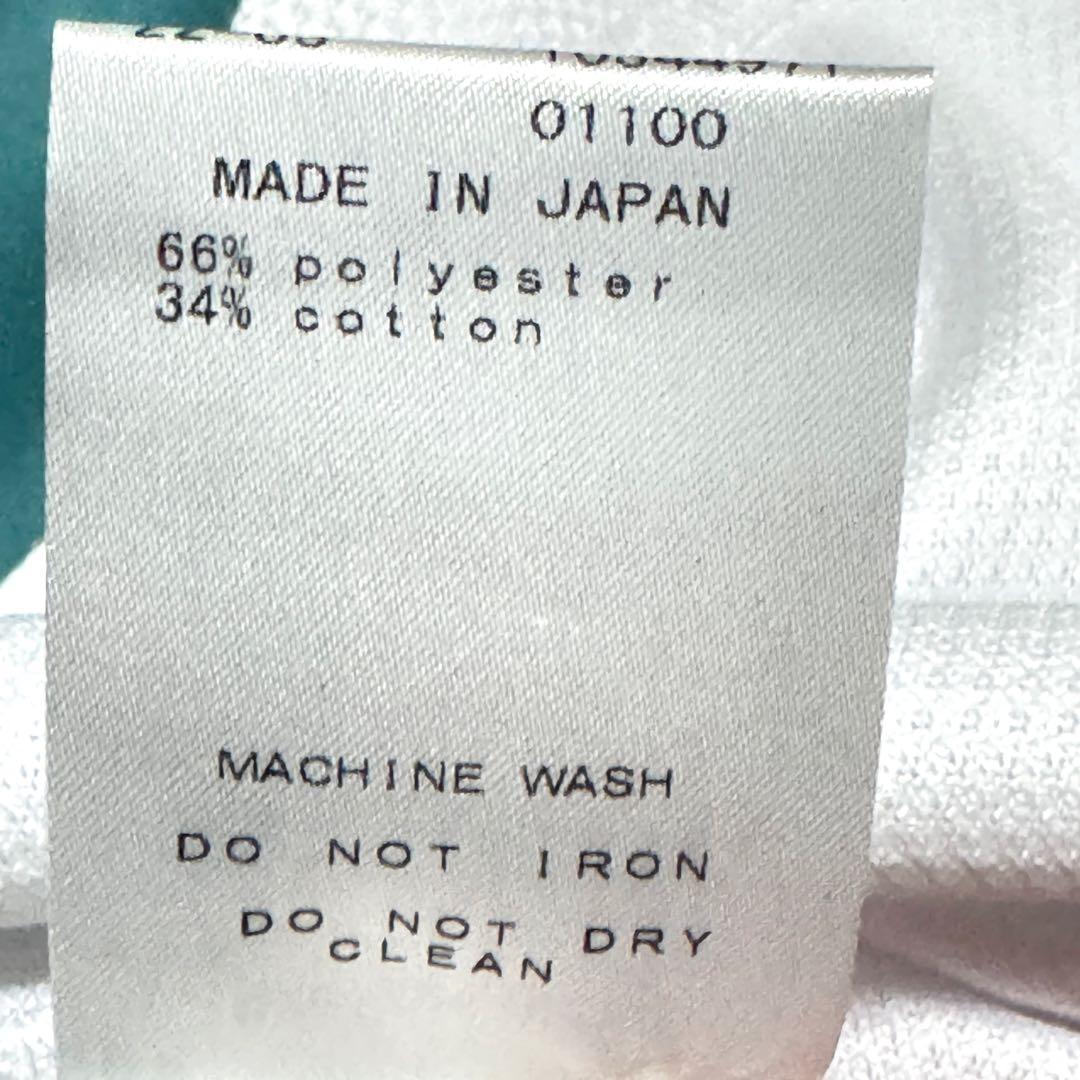 01100
MADE IN JAPAN
66% polyester
34% cotton
MACHINE WASH
DO NOT IRON
DO NOT DRY
CLEAN